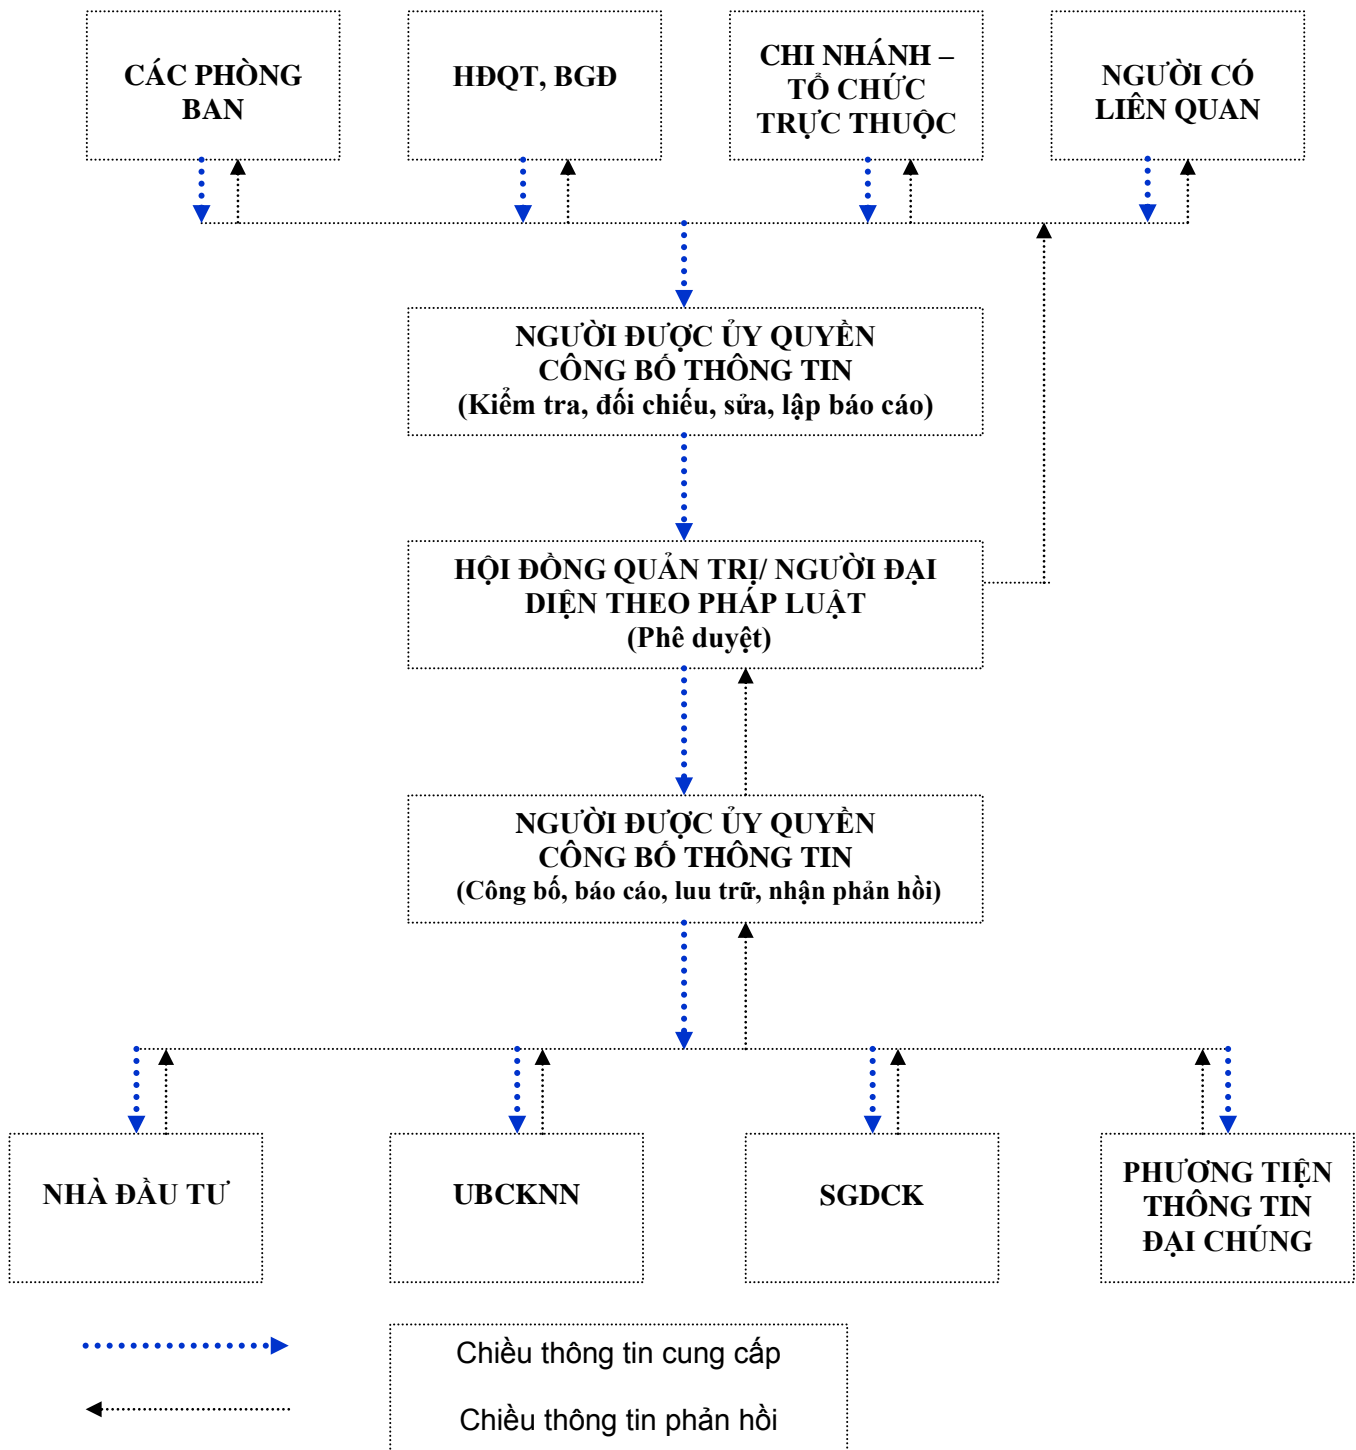 CÁC PHÒNG
BAN
HĐQT, BGĐ
CHI NHÁNH –
TỔ CHỨC
TRỰC THUỘC
NGƯỜI CÓ
LIÊN QUAN
NGƯỜI ĐƯỢC ỦY QUYỀN
CÔNG BỐ THÔNG TIN
(Kiểm tra, đối chiếu, sửa, lập báo cáo)
HỘI ĐỒNG QUẢN TRỊ/ NGƯỜI ĐẠI
DIỆN THEO PHÁP LUẬT
(Phê duyệt)
NGƯỜI ĐƯỢC ỦY QUYỀN
CÔNG BỐ THÔNG TIN
(Công bố, báo cáo, luu trữ, nhận phản hồi)
NHÀ ĐẦU TƯ
UBCKNN
SGDCK
PHƯƠNG TIỆN
THÔNG TIN
ĐẠI CHÚNG
Chiều thông tin cung cấp
Chiều thông tin phản hồi